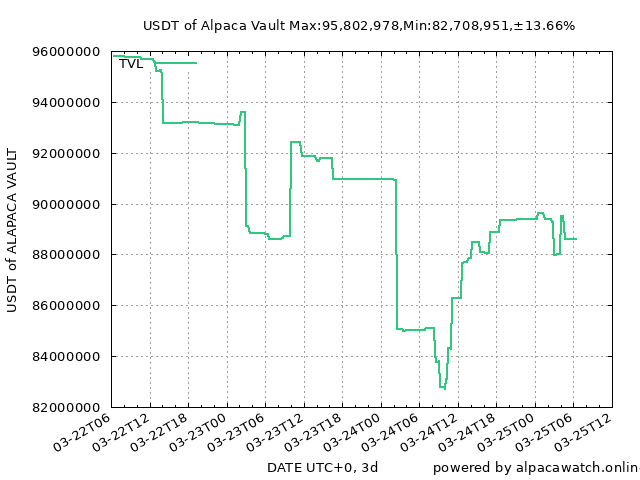 USDT of Alpaca Vault Max:95,802,978,Min:82,708,951,±13.66%
96000000
TVL
94000000
92000000
90000000
88000000
86000000
84000000
82000000
USDT of ALAPACA VAULT
03-22T06
03-22T12
03-22T18
03-23T00
03-23T06
03-23T12
03-23T18
03-24T00
03-24T06
03-24T12
03-24T18
03-25T00
03-25T06
03-25T12
DATE UTC+0, 3d
powered by alpacawatch.online